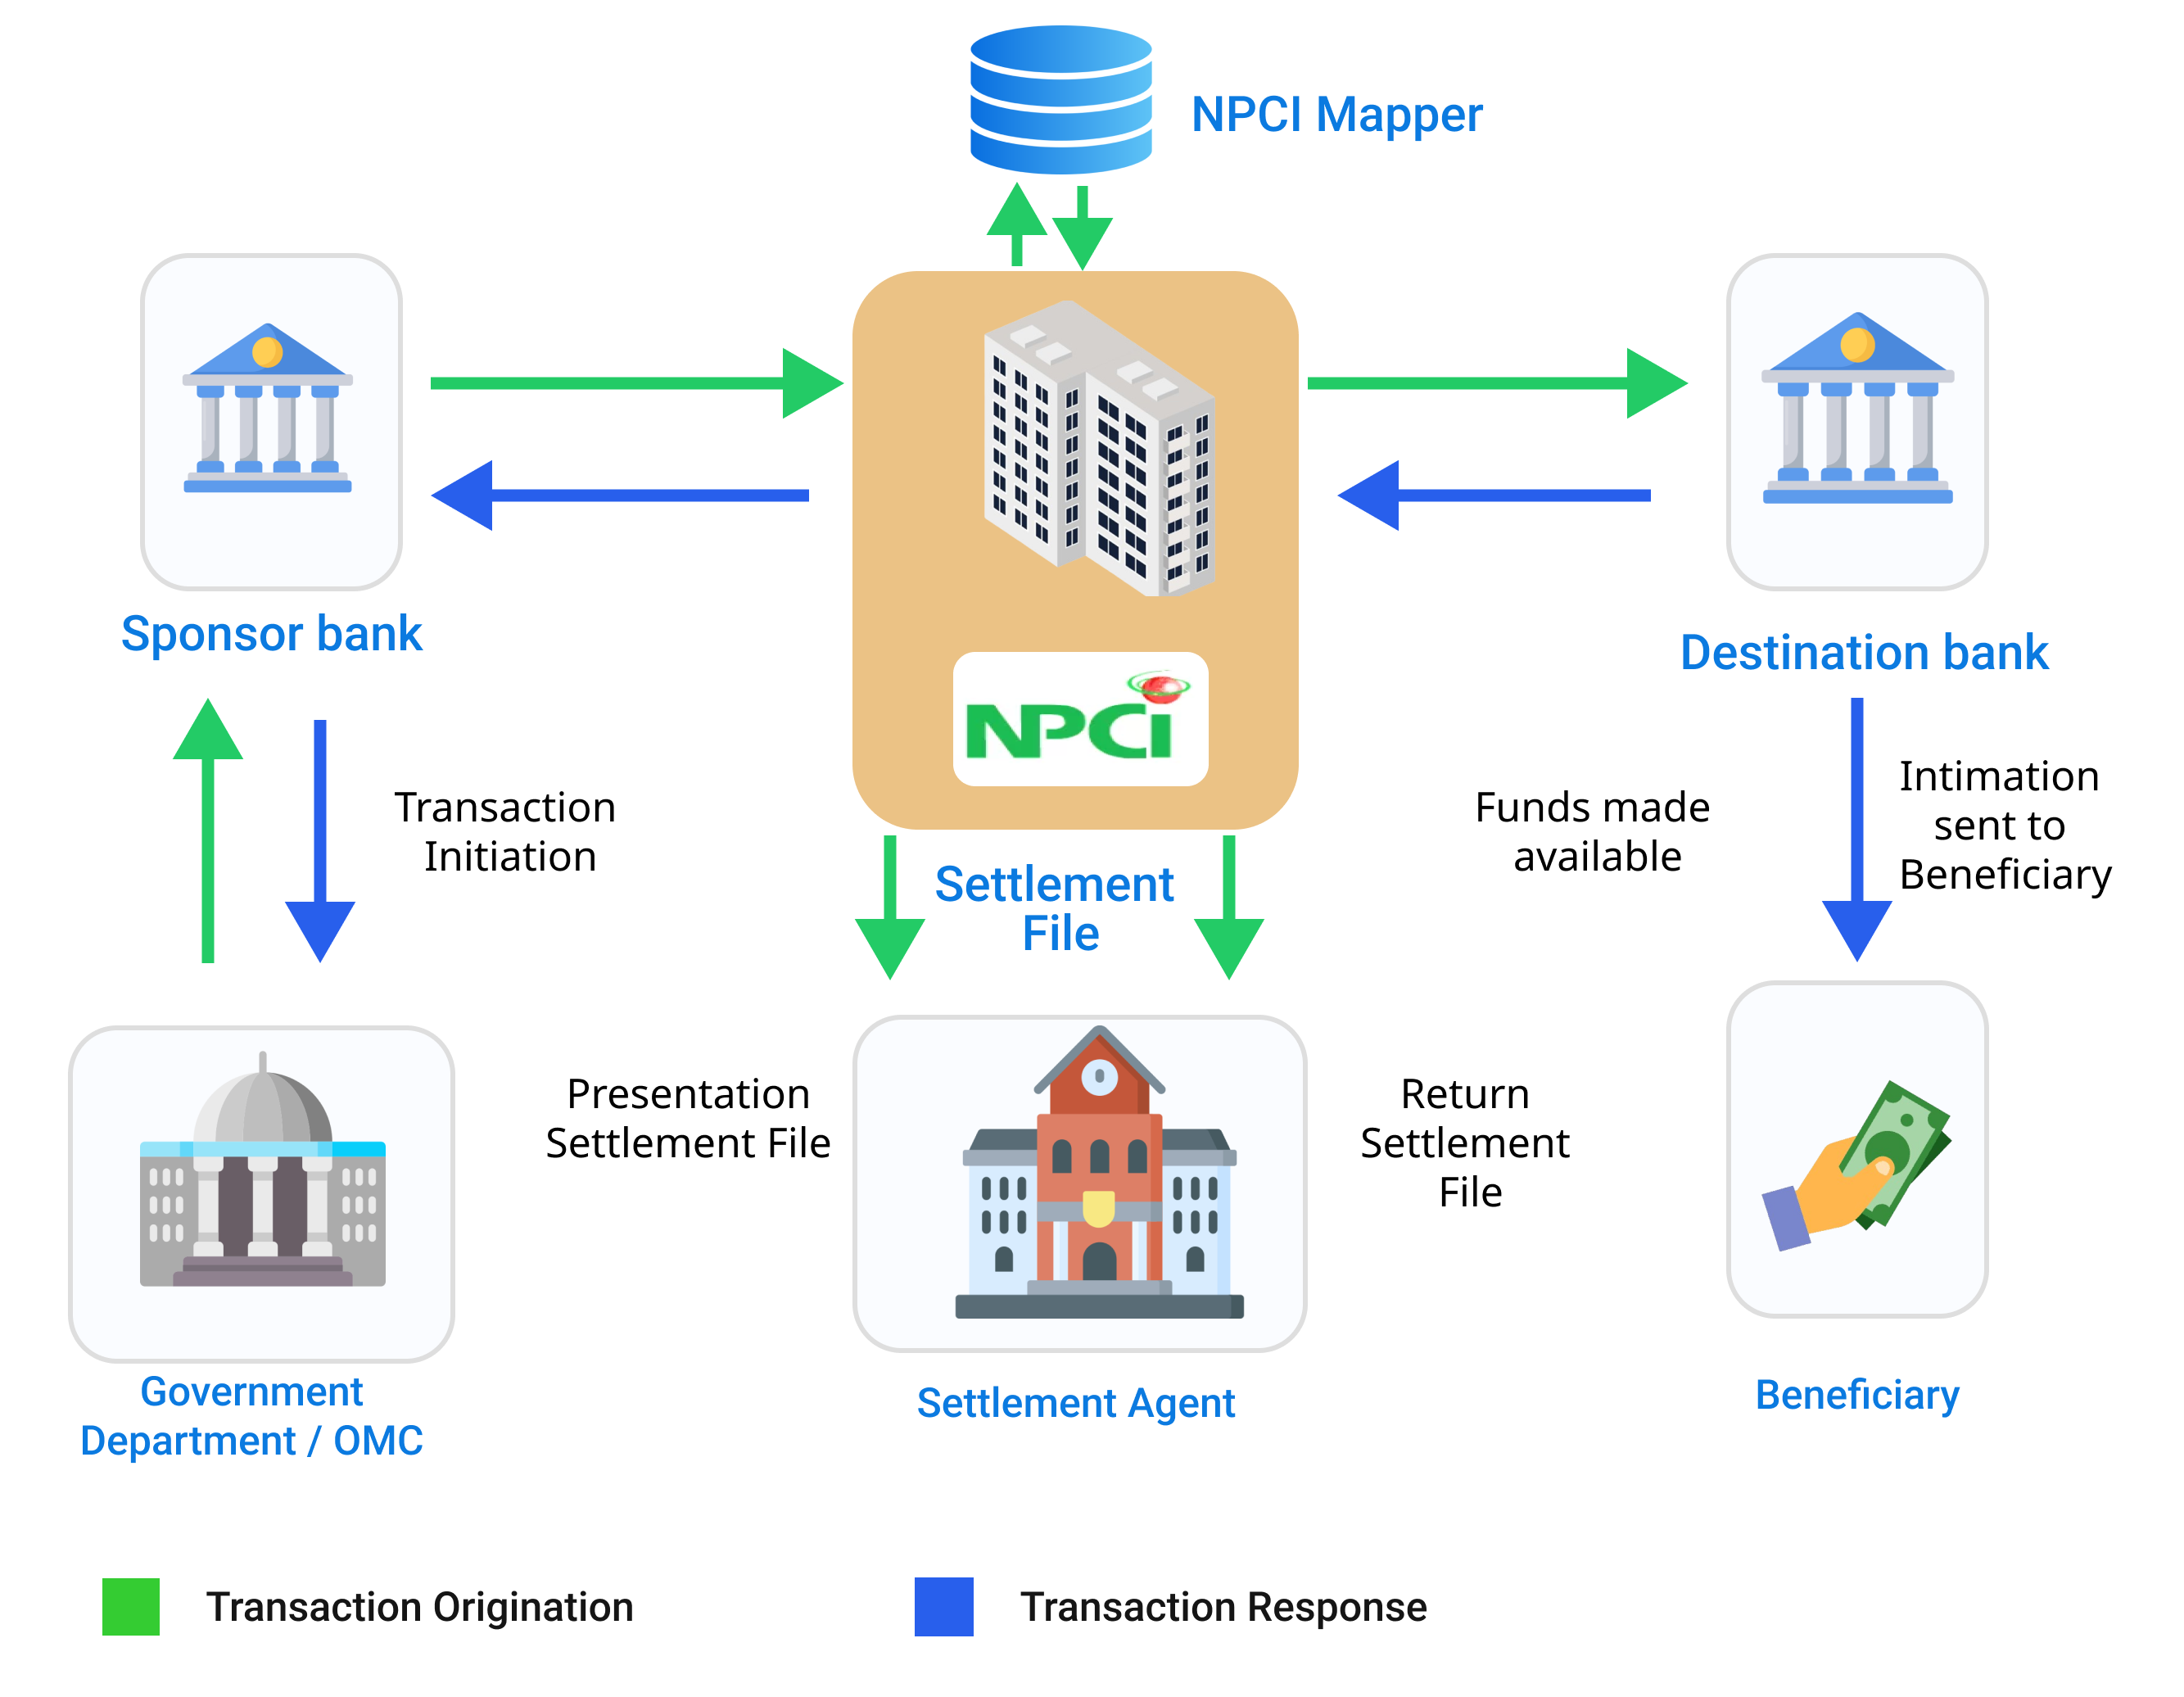 NPCI Mapper
Sponsor bank
Destination bank
NPCI
Transaction
Initiation
Settlement
File
Funds made
available
Intimation
sent to
Beneficiary
Presentation
Settlement File
Return
Settlement
File
Government
Department / OMC
Settlement Agent
Beneficiary
Transaction Origination
Transaction Response